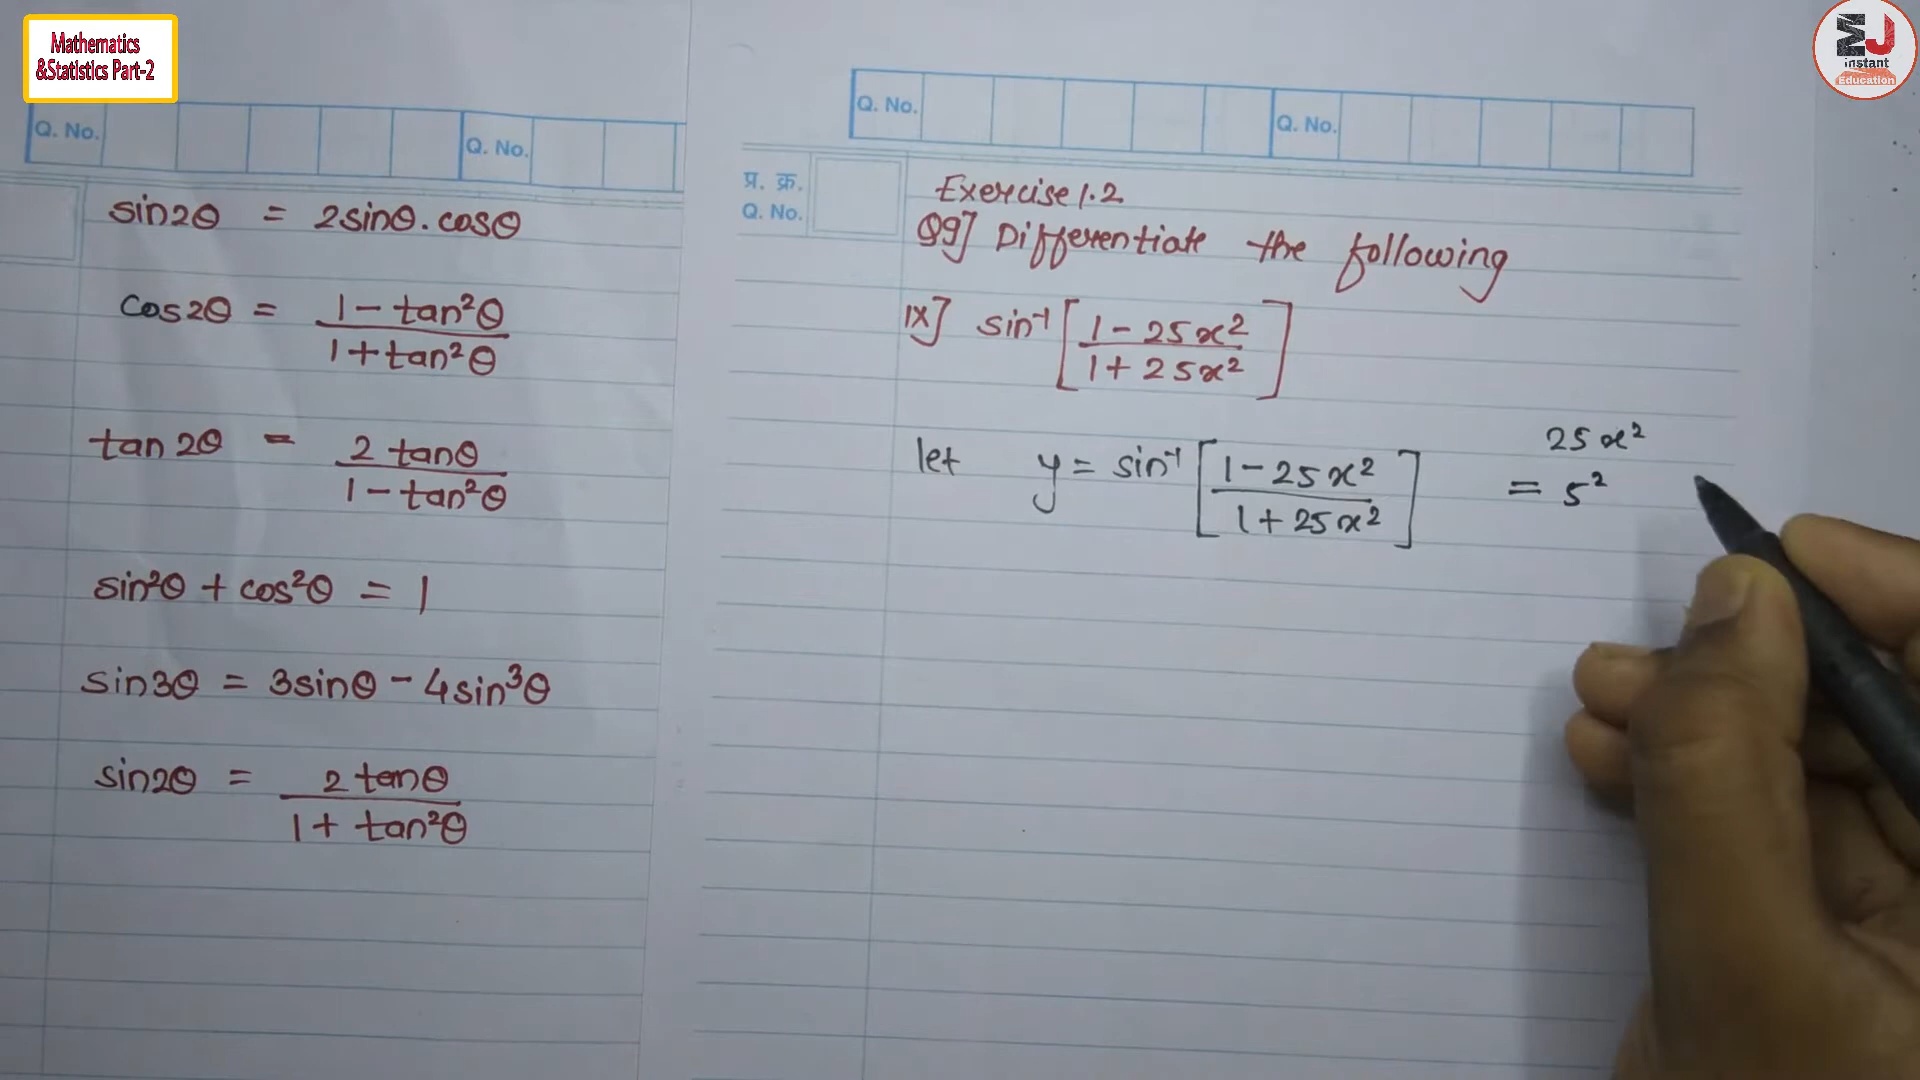 Mathematics
&Statistics Part-2
MJ
instant
Education
Q. No.
Q. No.
sin2θ = 2sinθ.cosθ
cos2θ = 1 - tan²θ
1 + tan²θ
tan 2θ = 2 tanθ
1 - tan²θ
sin²θ + cos²θ = 1
sin3θ = 3sinθ - 4sin³θ
sin2θ = 2 tanθ
1 + tan²θ
Q. No.
Q. No.
प्र. क्र.
Q. No.
Exercise 1.2
Q9] Differentiate the following
IX] sin⁻¹ [1 - 25x²
1 + 25x²]
let y = sin⁻¹ [1 - 25x²
1 + 25x²]
25x²
= 5²